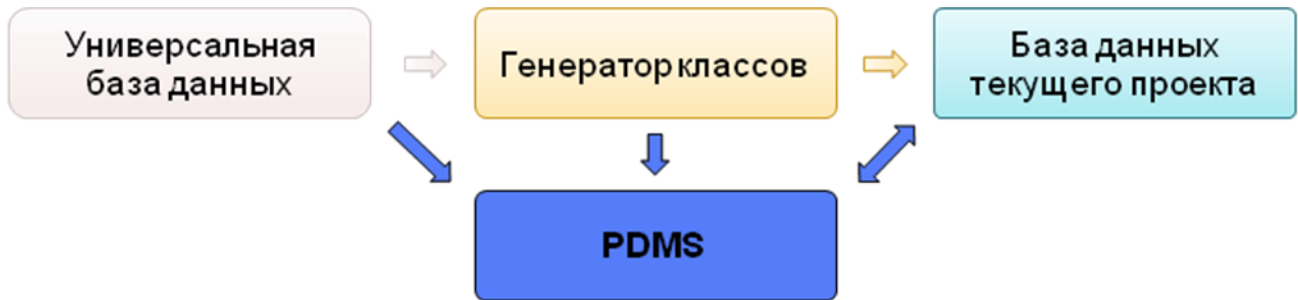 Универсальная
база данных
Генератор классов
База данных
текущего проекта
PDMS